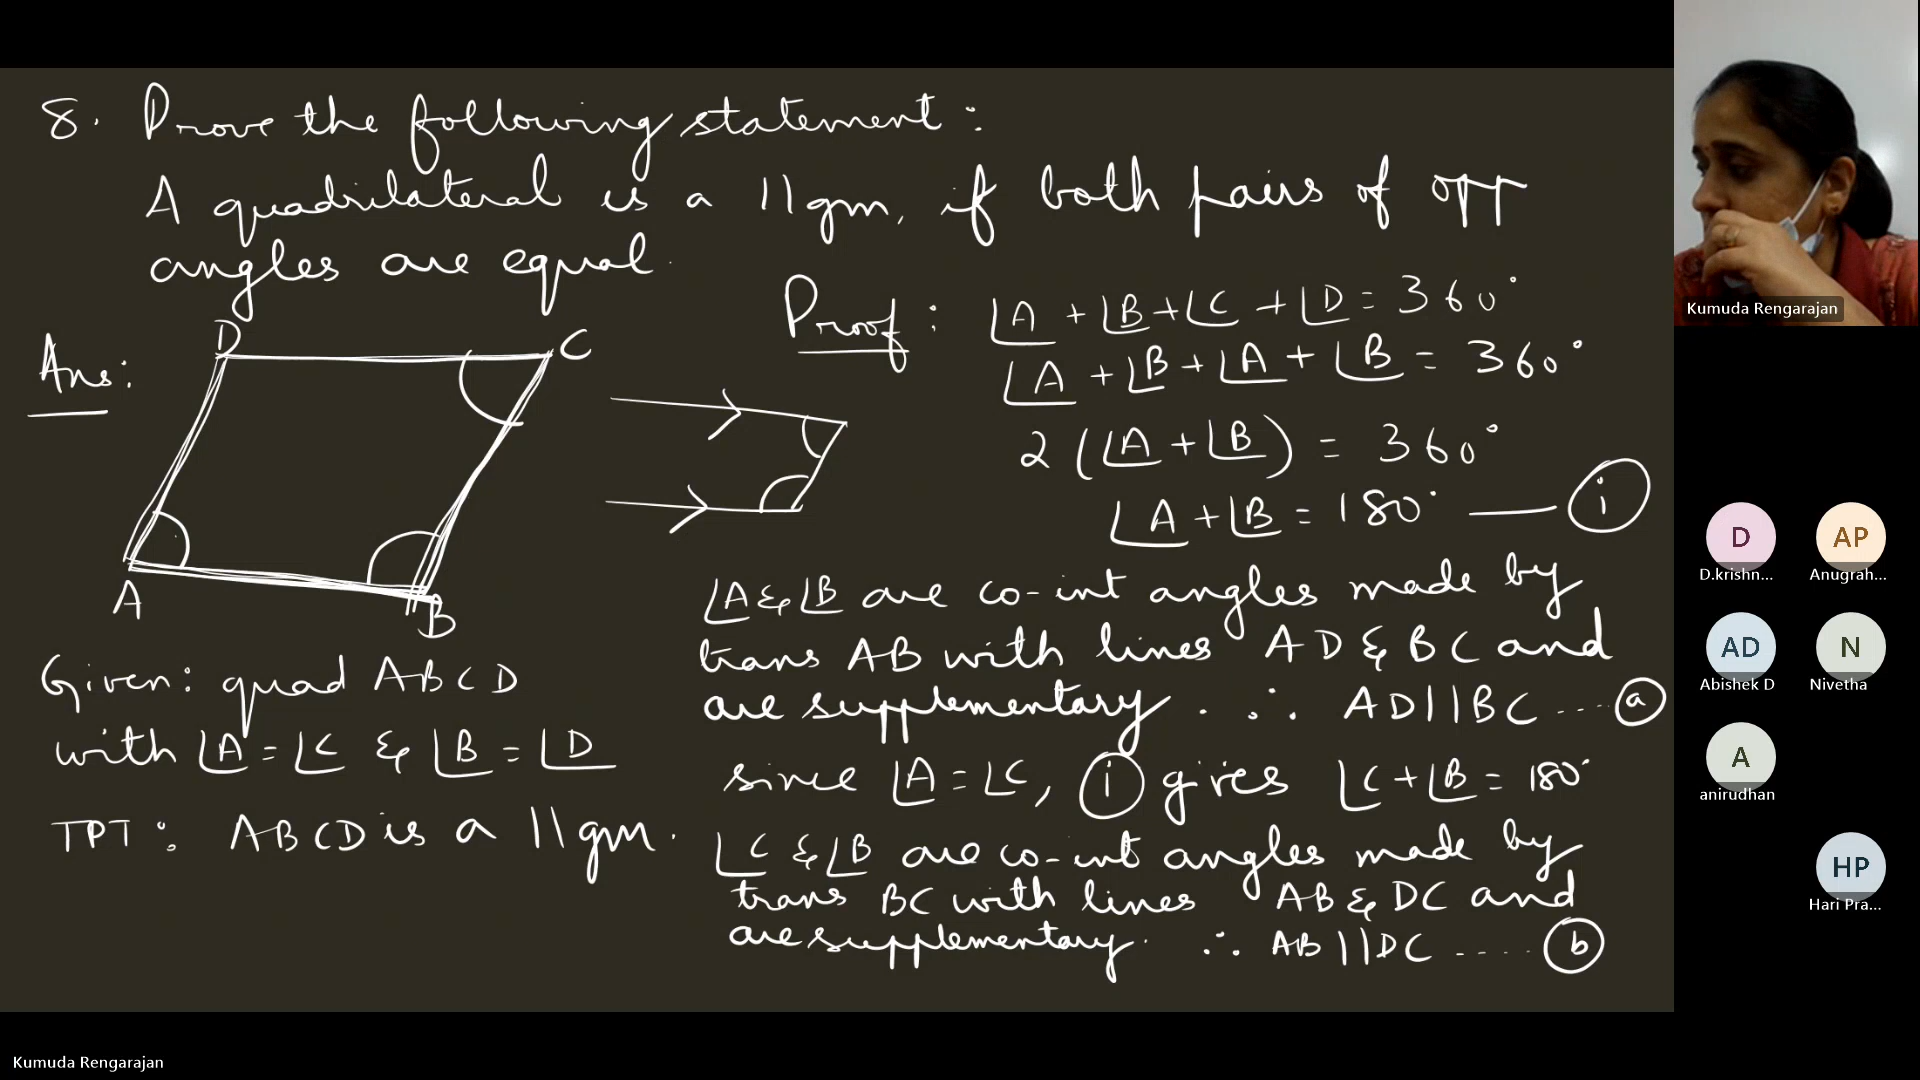 8. Prove the following statement:
A quadrilateral is a ||gm, if both pairs of opp
angles are equal.
Ans:
D
C
A
B
Given: quad ABCD
with ∠A = ∠C & ∠B = ∠D
TPT: ABCD is a ||gm.
Proof: ∠A + ∠B + ∠C + ∠D = 360°
∠A + ∠B + ∠A + ∠B = 360°
2 (∠A + ∠B) = 360°
∠A + ∠B = 180° — (i)
∠A & ∠B are co-int angles made by
trans AB with lines AD & BC and
are supplementary. ∴ AD||BC ... (a)
since ∠A = ∠C, (i) gives ∠C + ∠B = 180°
∠C & ∠B are co-int angles made by
trans BC with lines AB & DC and
are supplementary. ∴ AB||DC .... (b)
Kumuda Rengarajan
D
AP
D.krishn...
Anugrah...
AD
N
Abishek D
Nivetha
A
anirudhan
HP
Hari Pra...
Kumuda Rengarajan